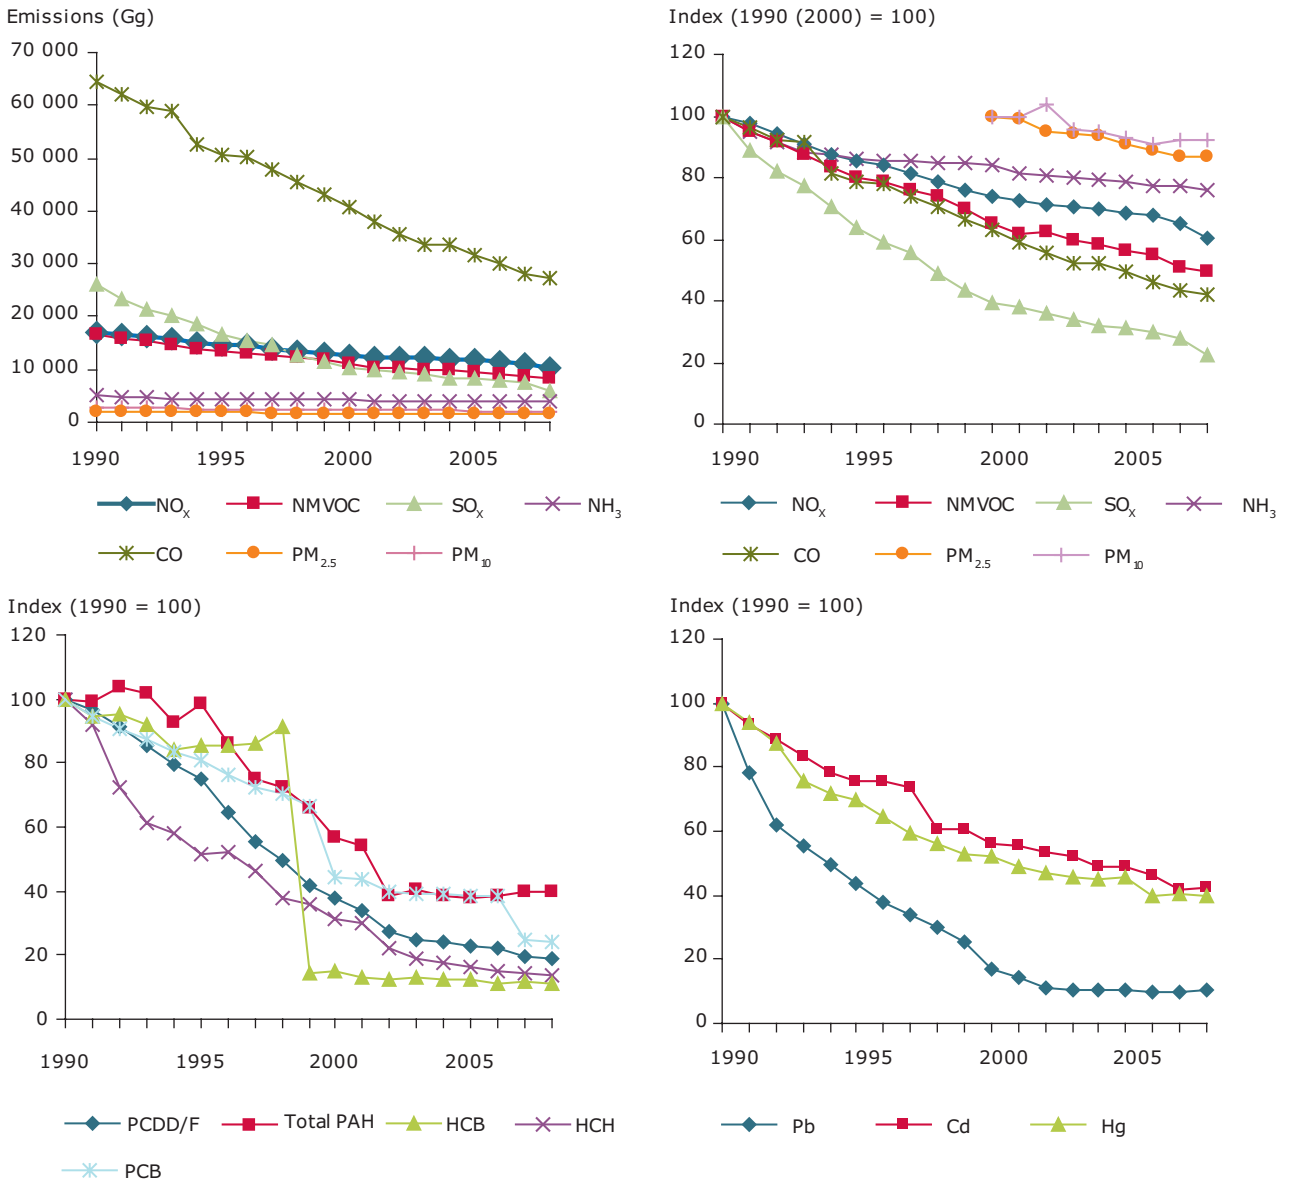 Emissions (Gg)
70 000
60 000
50 000
40 000
30 000
20 000
10 000
0
1990 1995 2000 2005
NOx NMVOC SOx NH3
CO PM2.5 PM10
Index (1990 (2000) = 100)
120
100
80
60
40
20
0
1990 1995 2000 2005
NOx NMVOC SOx NH3
CO PM2.5 PM10
Index (1990 = 100)
120
100
80
60
40
20
0
1990 1995 2000 2005
PCDD/F Total PAH HCB HCH
PCB
Index (1990 = 100)
120
100
80
60
40
20
0
1990 1995 2000 2005
Pb Cd Hg